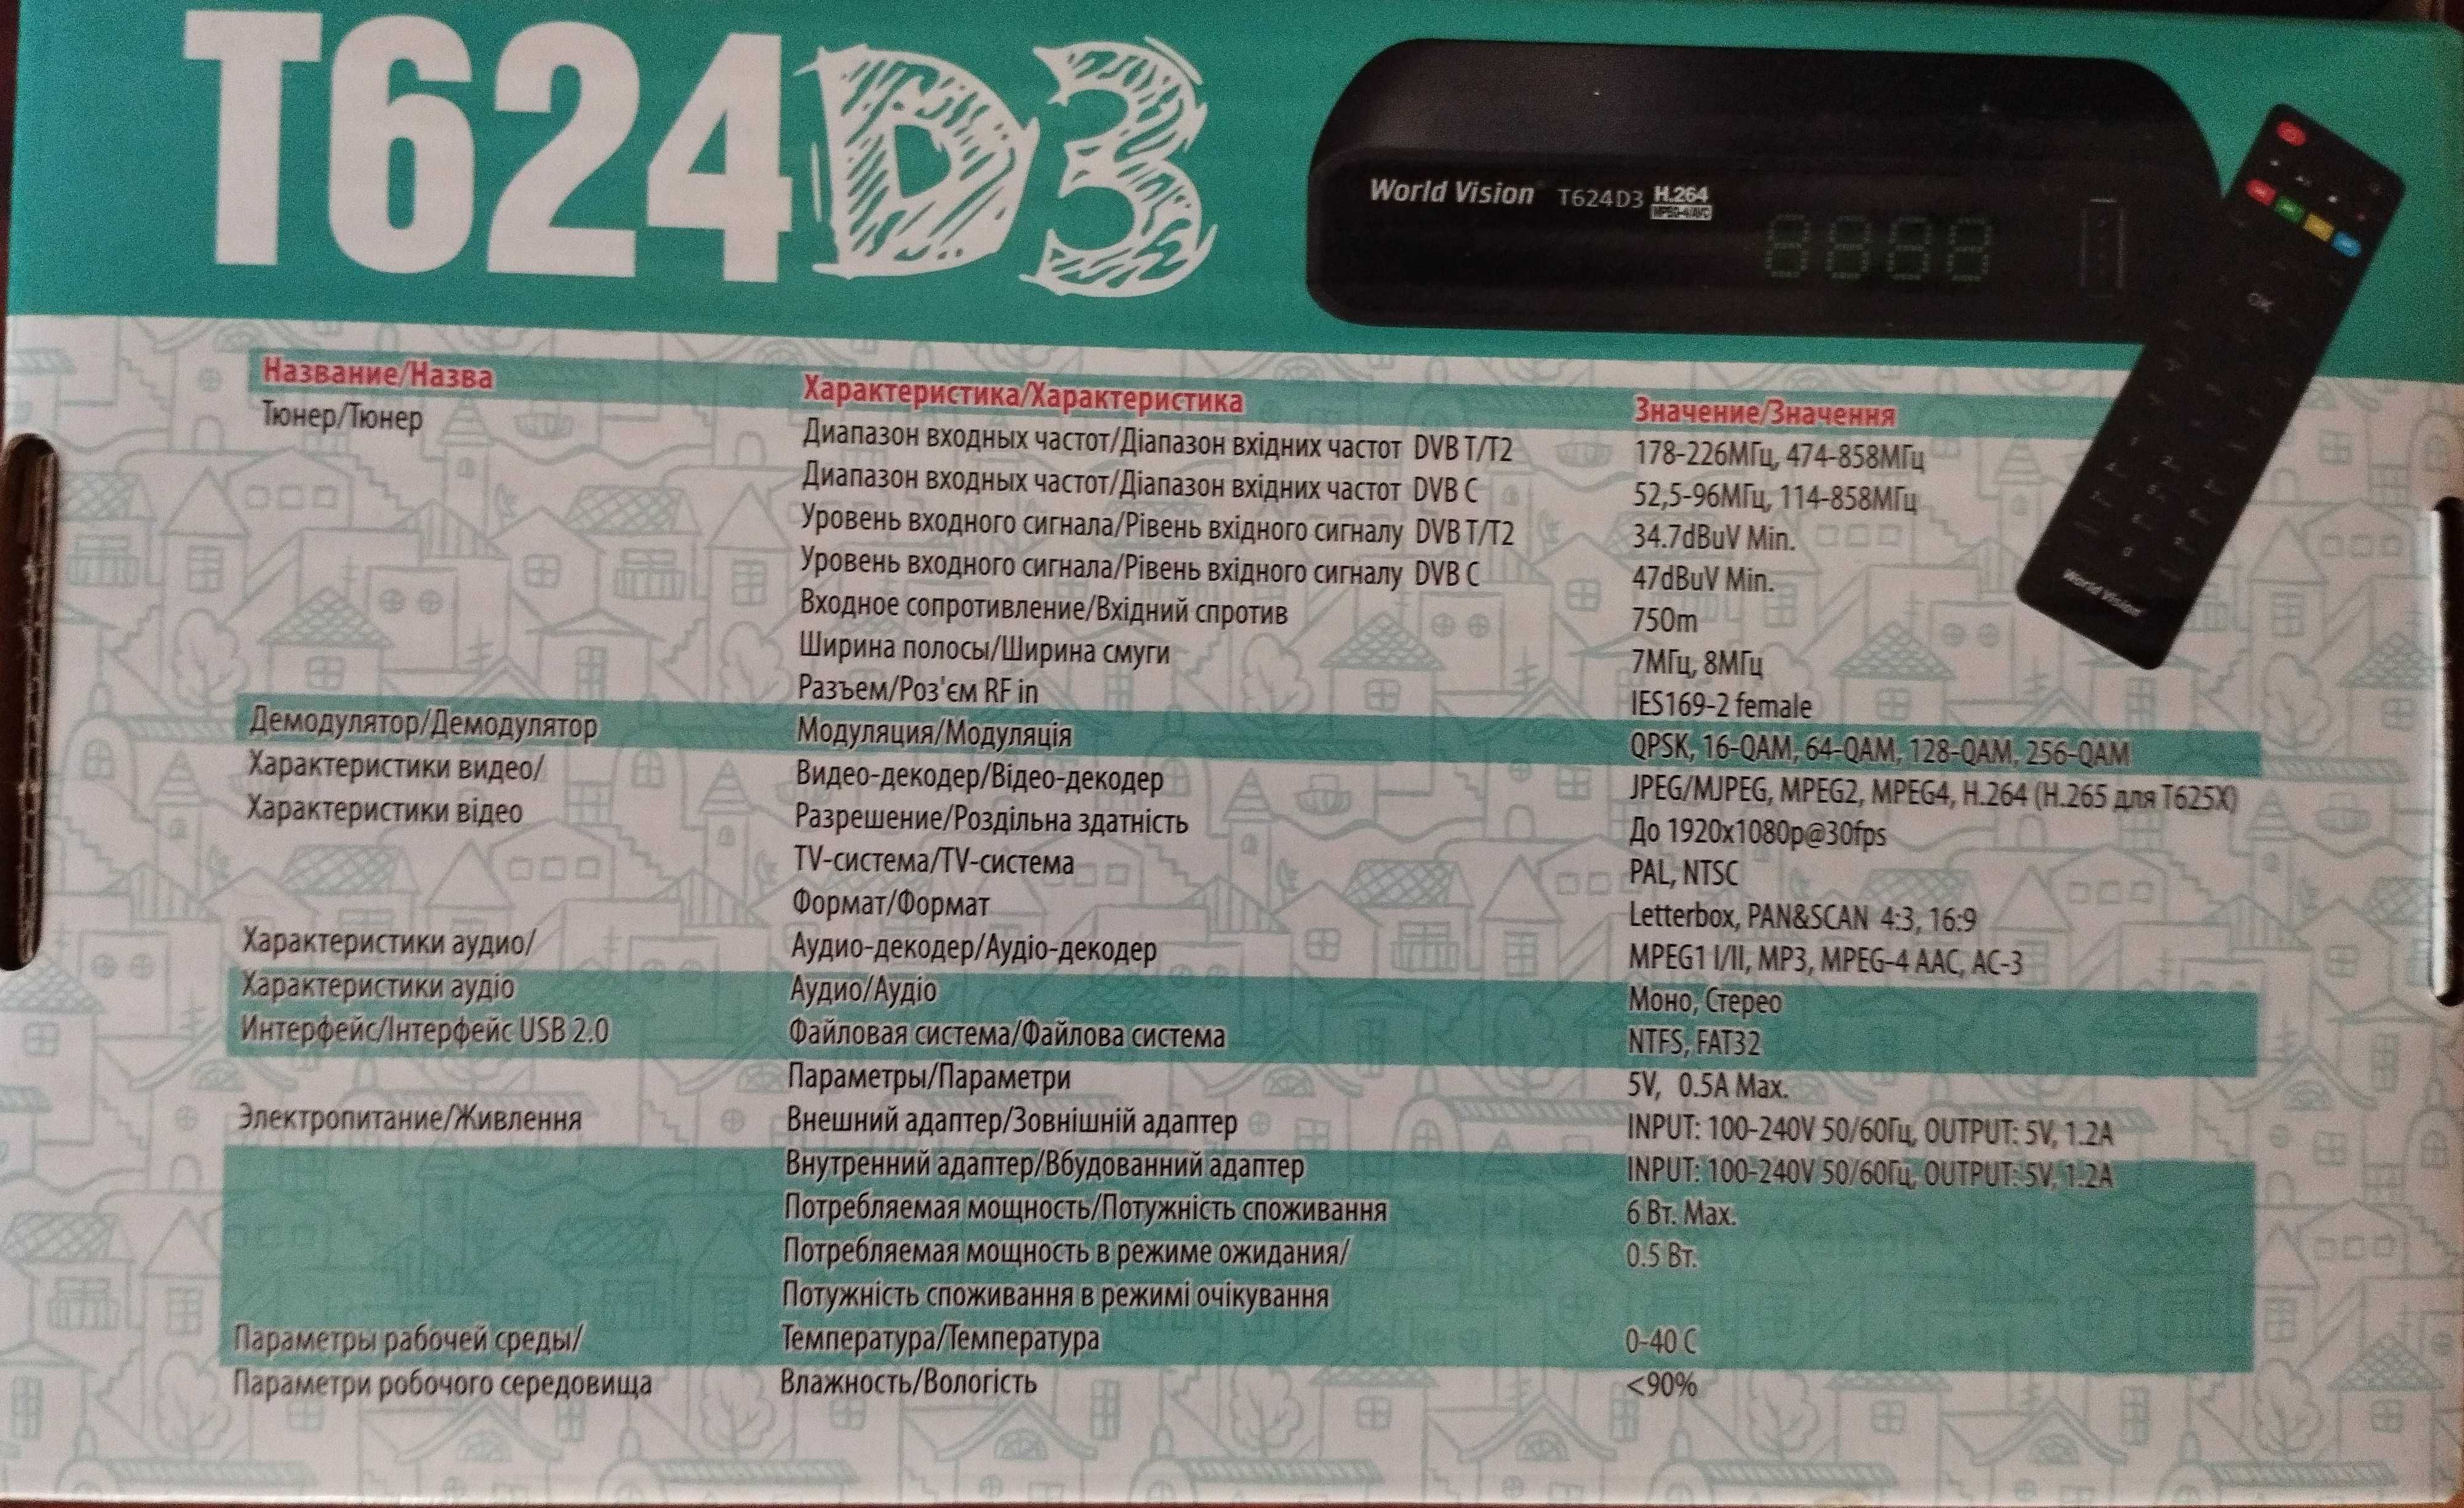 T624D3
World Vision T624D3 H.264
MPEG-4/AVC
OK
World Vision
Название/Назва Характеристика/Характеристика Значение/Значення
Тюнер/Тюнер Диапазон входных частот/Діапазон вхідних частот DVB T/T2 178-226МГц, 474-858МГц
Диапазон входных частот/Діапазон вхідних частот DVB C 52,5-96МГц, 114-858МГц
Уровень входного сигнала/Рівень вхідного сигналу DVB T/T2 34.7dBuV Min.
Уровень входного сигнала/Рівень вхідного сигналу DVB C 47dBuV Min.
Входное сопротивление/Вхідний спротив 750m
Ширина полосы/Ширина смуги 7МГц, 8МГц
Разъем/Роз'єм RF in IES169-2 female
Демодулятор/Демодулятор Модуляция/Модуляція QPSK, 16-QAM, 64-QAM, 128-QAM, 256-QAM
Характеристики видео/ Видео-декодер/Відео-декодер JPEG/MJPEG, MPEG2, MPEG4, H.264 (H.265 для T625X)
Характеристики відео Разрешение/Роздільна здатність До 1920x1080p@30fps
TV-система/TV-система PAL, NTSC
Формат/Формат Letterbox, PAN&SCAN 4:3, 16:9
Характеристики аудио/ Аудио-декодер/Аудіо-декодер MPEG1 I/II, MP3, MPEG-4 AAC, AC-3
Характеристики аудіо Аудио/Аудіо Моно, Стерео
Интерфейс/Інтерфейс USB 2.0 Файловая система/Файлова система NTFS, FAT32
Параметры/Параметри 5V, 0.5A Max.
Электропитание/Живлення Внешний адаптер/Зовнішній адаптер INPUT: 100-240V 50/60Гц, OUTPUT: 5V, 1.2A
Внутренний адаптер/Вбудованний адаптер INPUT: 100-240V 50/60Гц, OUTPUT: 5V, 1.2A
Потребляемая мощность/Потужність споживання 6 Вт. Max.
Потребляемая мощность в режиме ожидания/ 0.5 Вт.
Потужність споживання в режимі очікування
Параметры рабочей среды/ Температура/Температура 0-40 C
Параметри робочого середовища Влажность/Вологість <90%